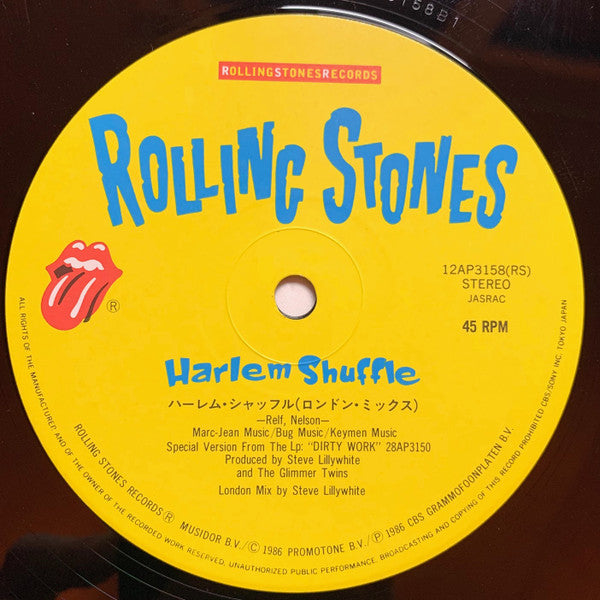 158B1
ROLLINGSTONESRECORDS
ROLLING STONES
®
12AP3158(RS)
STEREO
JASRAC
45 RPM
Harlem Shuffle
ハーレム・シャッフル(ロンドン・ミックス)
—Relf, Nelson—
Marc-Jean Music/Bug Music/Keymen Music
Special Version From The Lp: "DIRTY WORK" 28AP3150
Produced by Steve Lillywhite
and The Glimmer Twins
London Mix by Steve Lillywhite
ROLLING STONES RECORDS® MUSIDOR B.V./© 1986 PROMOTONE B.V./℗ 1986 CBS GRAMMOFOONPLATEN B.V.
ALL RIGHTS OF THE MANUFACTURER AND OF THE OWNER OF THE RECORDED WORK RESERVED. UNAUTHORIZED PUBLIC PERFORMANCE, BROADCASTING AND COPYING OF THIS RECORD PROHIBITED CBS/SONY INC. TOKYO JAPAN